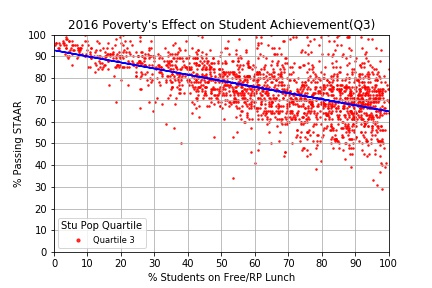 2016 Poverty's Effect on Student Achievement(Q3)
100
90
80
70
60
50
40
30
20
10
0
% Passing STAAR
Stu Pop Quartile
Quartile 3
0 10 20 30 40 50 60 70 80 90 100
% Students on Free/RP Lunch